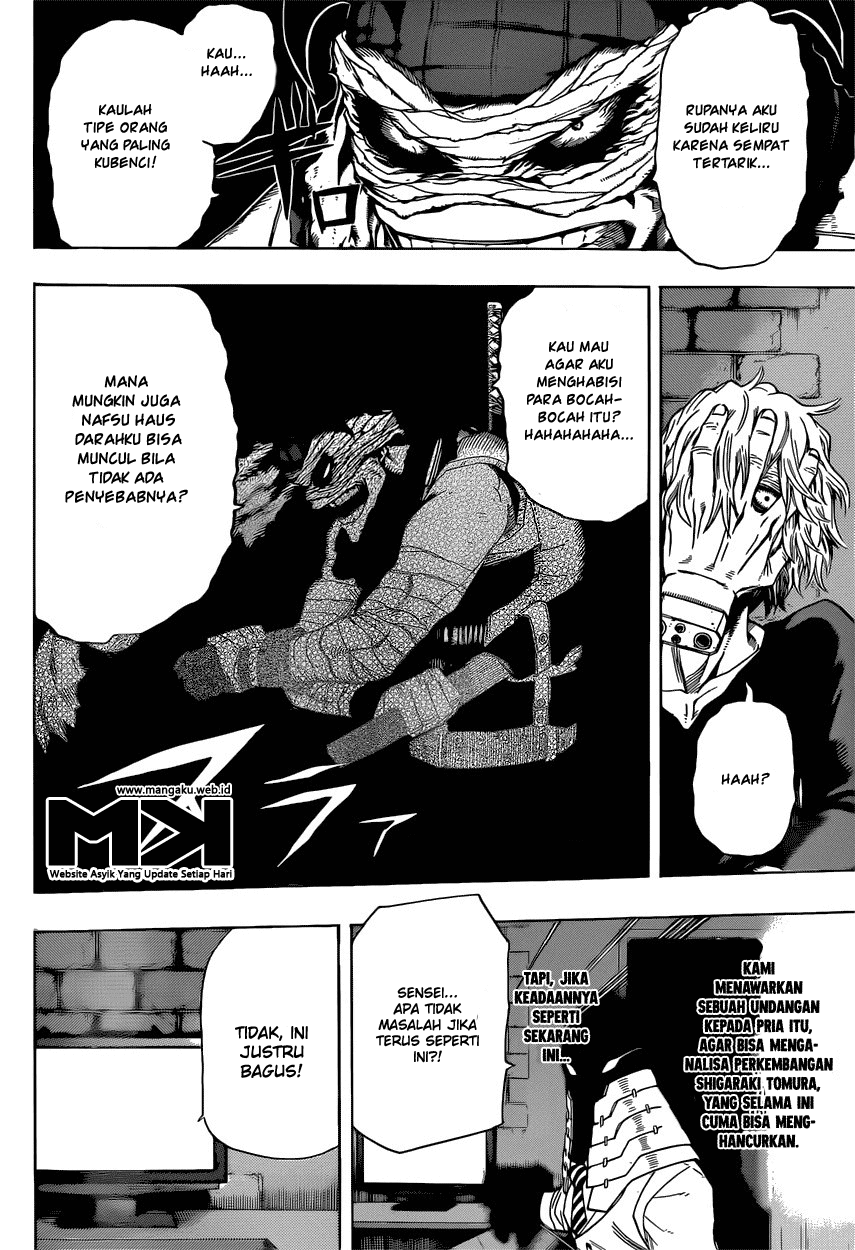 RUPANYA AKU
SUDAH KELIRU
KARENA SEMPAT
TERTARIK...
KAU...
HAAH...
KAULAH
TIPE ORANG
YANG PALING
KUBENCI!
HAAH?
KAU MAU
AGAR AKU
MENGHABISI
PARA BOCAH-
BOCAH ITU?
HAHAHAHAHA...
MANA
MUNGKIN JUGA
NAFSU HAUS
DARAHKU BISA
MUNCUL BILA
TIDAK ADA
PENYEBABNYA?
www.mangaku.web.id
MK
Website Asyik Yang Update Setiap Hari
KAMI
MENAWARKAN
SEBUAH UNDANGAN
KEPADA PRIA ITU,
AGAR BISA MENGA-
NALISA PERKEMBANGAN
SHIGARAKI TOMURA,
YANG SELAMA INI
CUMA BISA MENG-
HANCURKAN.
TAPI, JIKA
KEADAANNYA
SEPERTI
SEKARANG
INI...
SENSEI...
APA TIDAK
MASALAH JIKA
TERUS SEPERTI
INI?!
TIDAK, INI
JUSTRU
BAGUS!